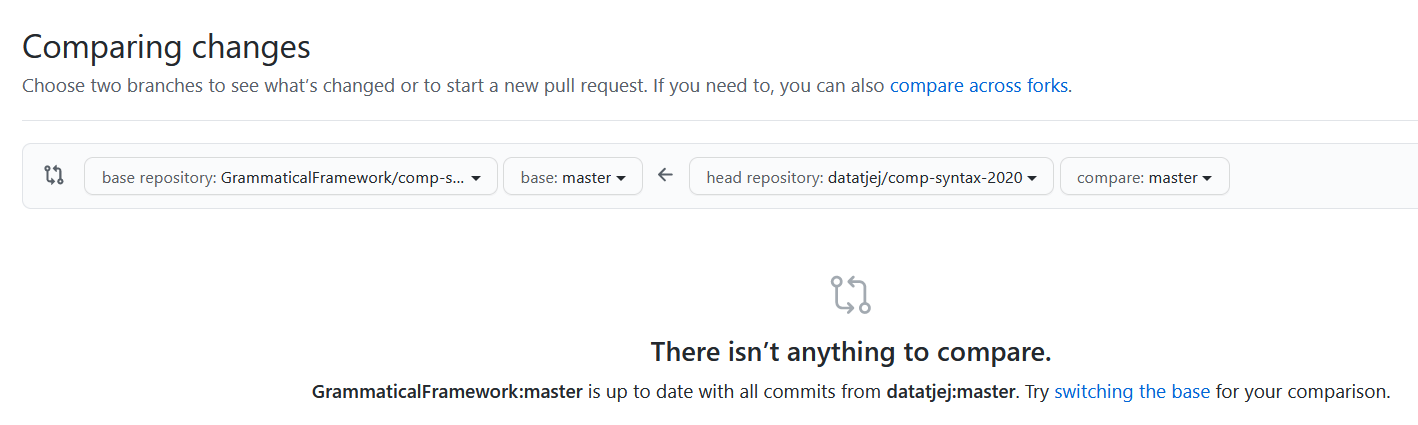 Comparing changes
Choose two branches to see what's changed or to start a new pull request. If you need to, you can also compare across forks.
base repository: GrammaticalFramework/comp-s... base: master head repository: datatjej/comp-syntax-2020 compare: master
There isn’t anything to compare.
GrammaticalFramework:master is up to date with all commits from datatjej:master. Try switching the base for your comparison.